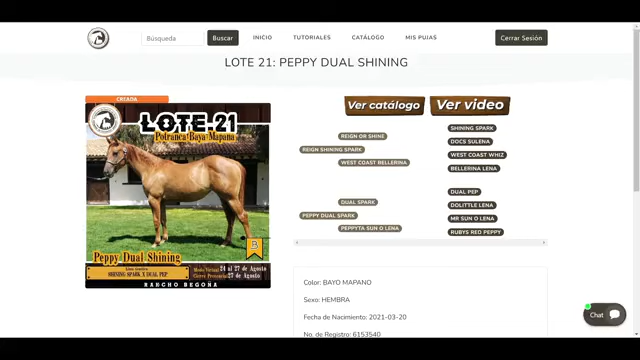 Búsqueda
Buscar
INICIO
TUTORIALES
CATÁLOGO
MIS PUJAS
Cerrar Sesión
LOTE 21: PEPPY DUAL SHINING
CREADA
LOTE 21
Potranca Baya Mapana
Peppy Dual Shining
SHINING SPARK X DUAL PEP
24 al 27 de Agosto
27 de Agosto
B
RANCHO BEGOÑA
Ver catálogo
Ver video
REIGN OR SHINE
REIGN SHINING SPARK
WEST COAST BELLERINA
SHINING SPARK
DOCS SULENA
WEST COAST WHIZ
BELLERINA LENA
DUAL SPARK
PEPPY DUAL SPARK
PEPPYTA SUN O LENA
DUAL PEP
DOLITTLE LENA
MR SUN O LENA
RUBYS RED PEPPY
Color: BAYO MAPANO
Sexo: HEMBRA
Fecha de Nacimiento: 2021-03-20
No. de Registro: 6153540
Chat